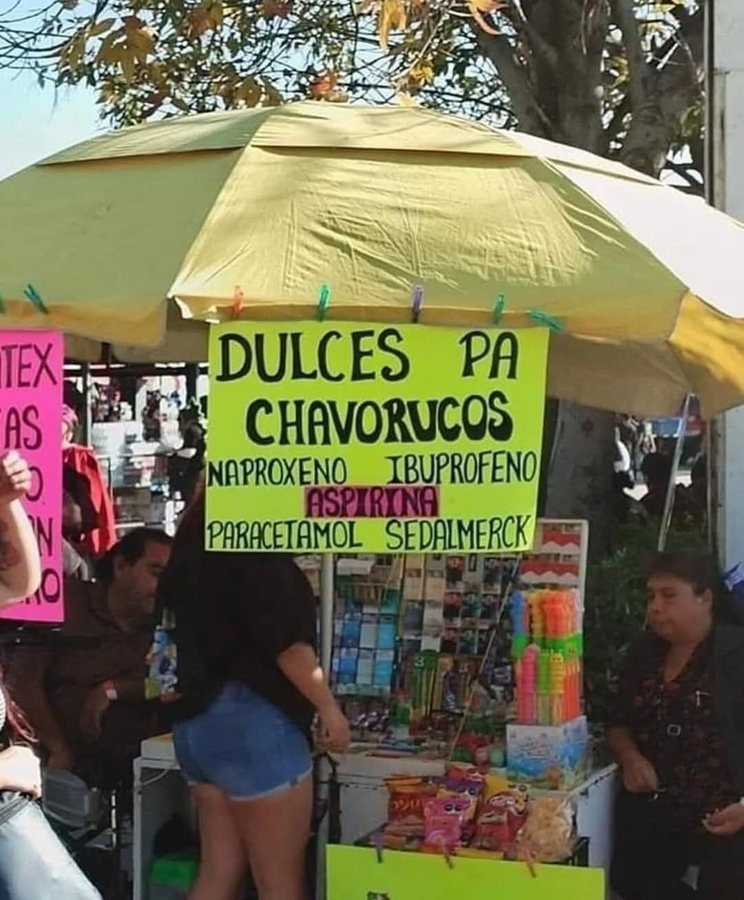 DULCES PA
CHAVORUCOS
NAPROXENO IBUPROFENO
ASPIRINA
PARACETAMOL SEDALMERCK